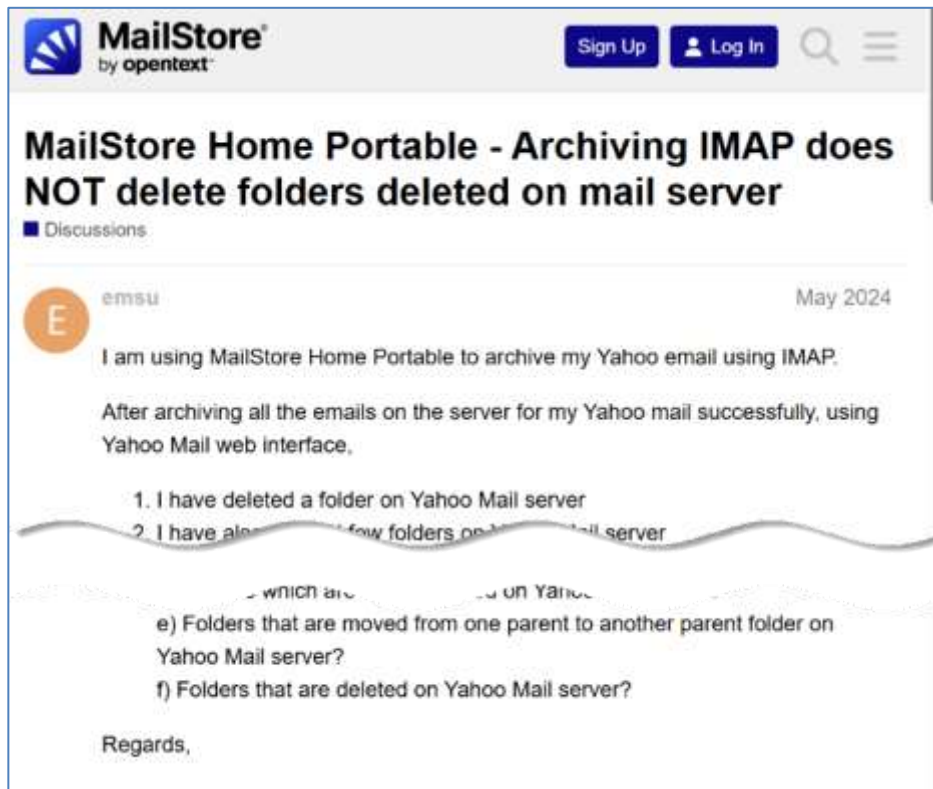 MailStore®
by opentext™
Sign Up
Log In
MailStore Home Portable - Archiving IMAP does
NOT delete folders deleted on mail server
Discussions
E
emsu
May 2024
I am using MailStore Home Portable to archive my Yahoo email using IMAP.
After archiving all the emails on the server for my Yahoo mail successfully, using
Yahoo Mail web interface,
1. I have deleted a folder on Yahoo Mail server
2. I have few folders on server
which on
e) Folders that are moved from one parent to another parent folder on
Yahoo Mail server?
f) Folders that are deleted on Yahoo Mail server?
Regards,